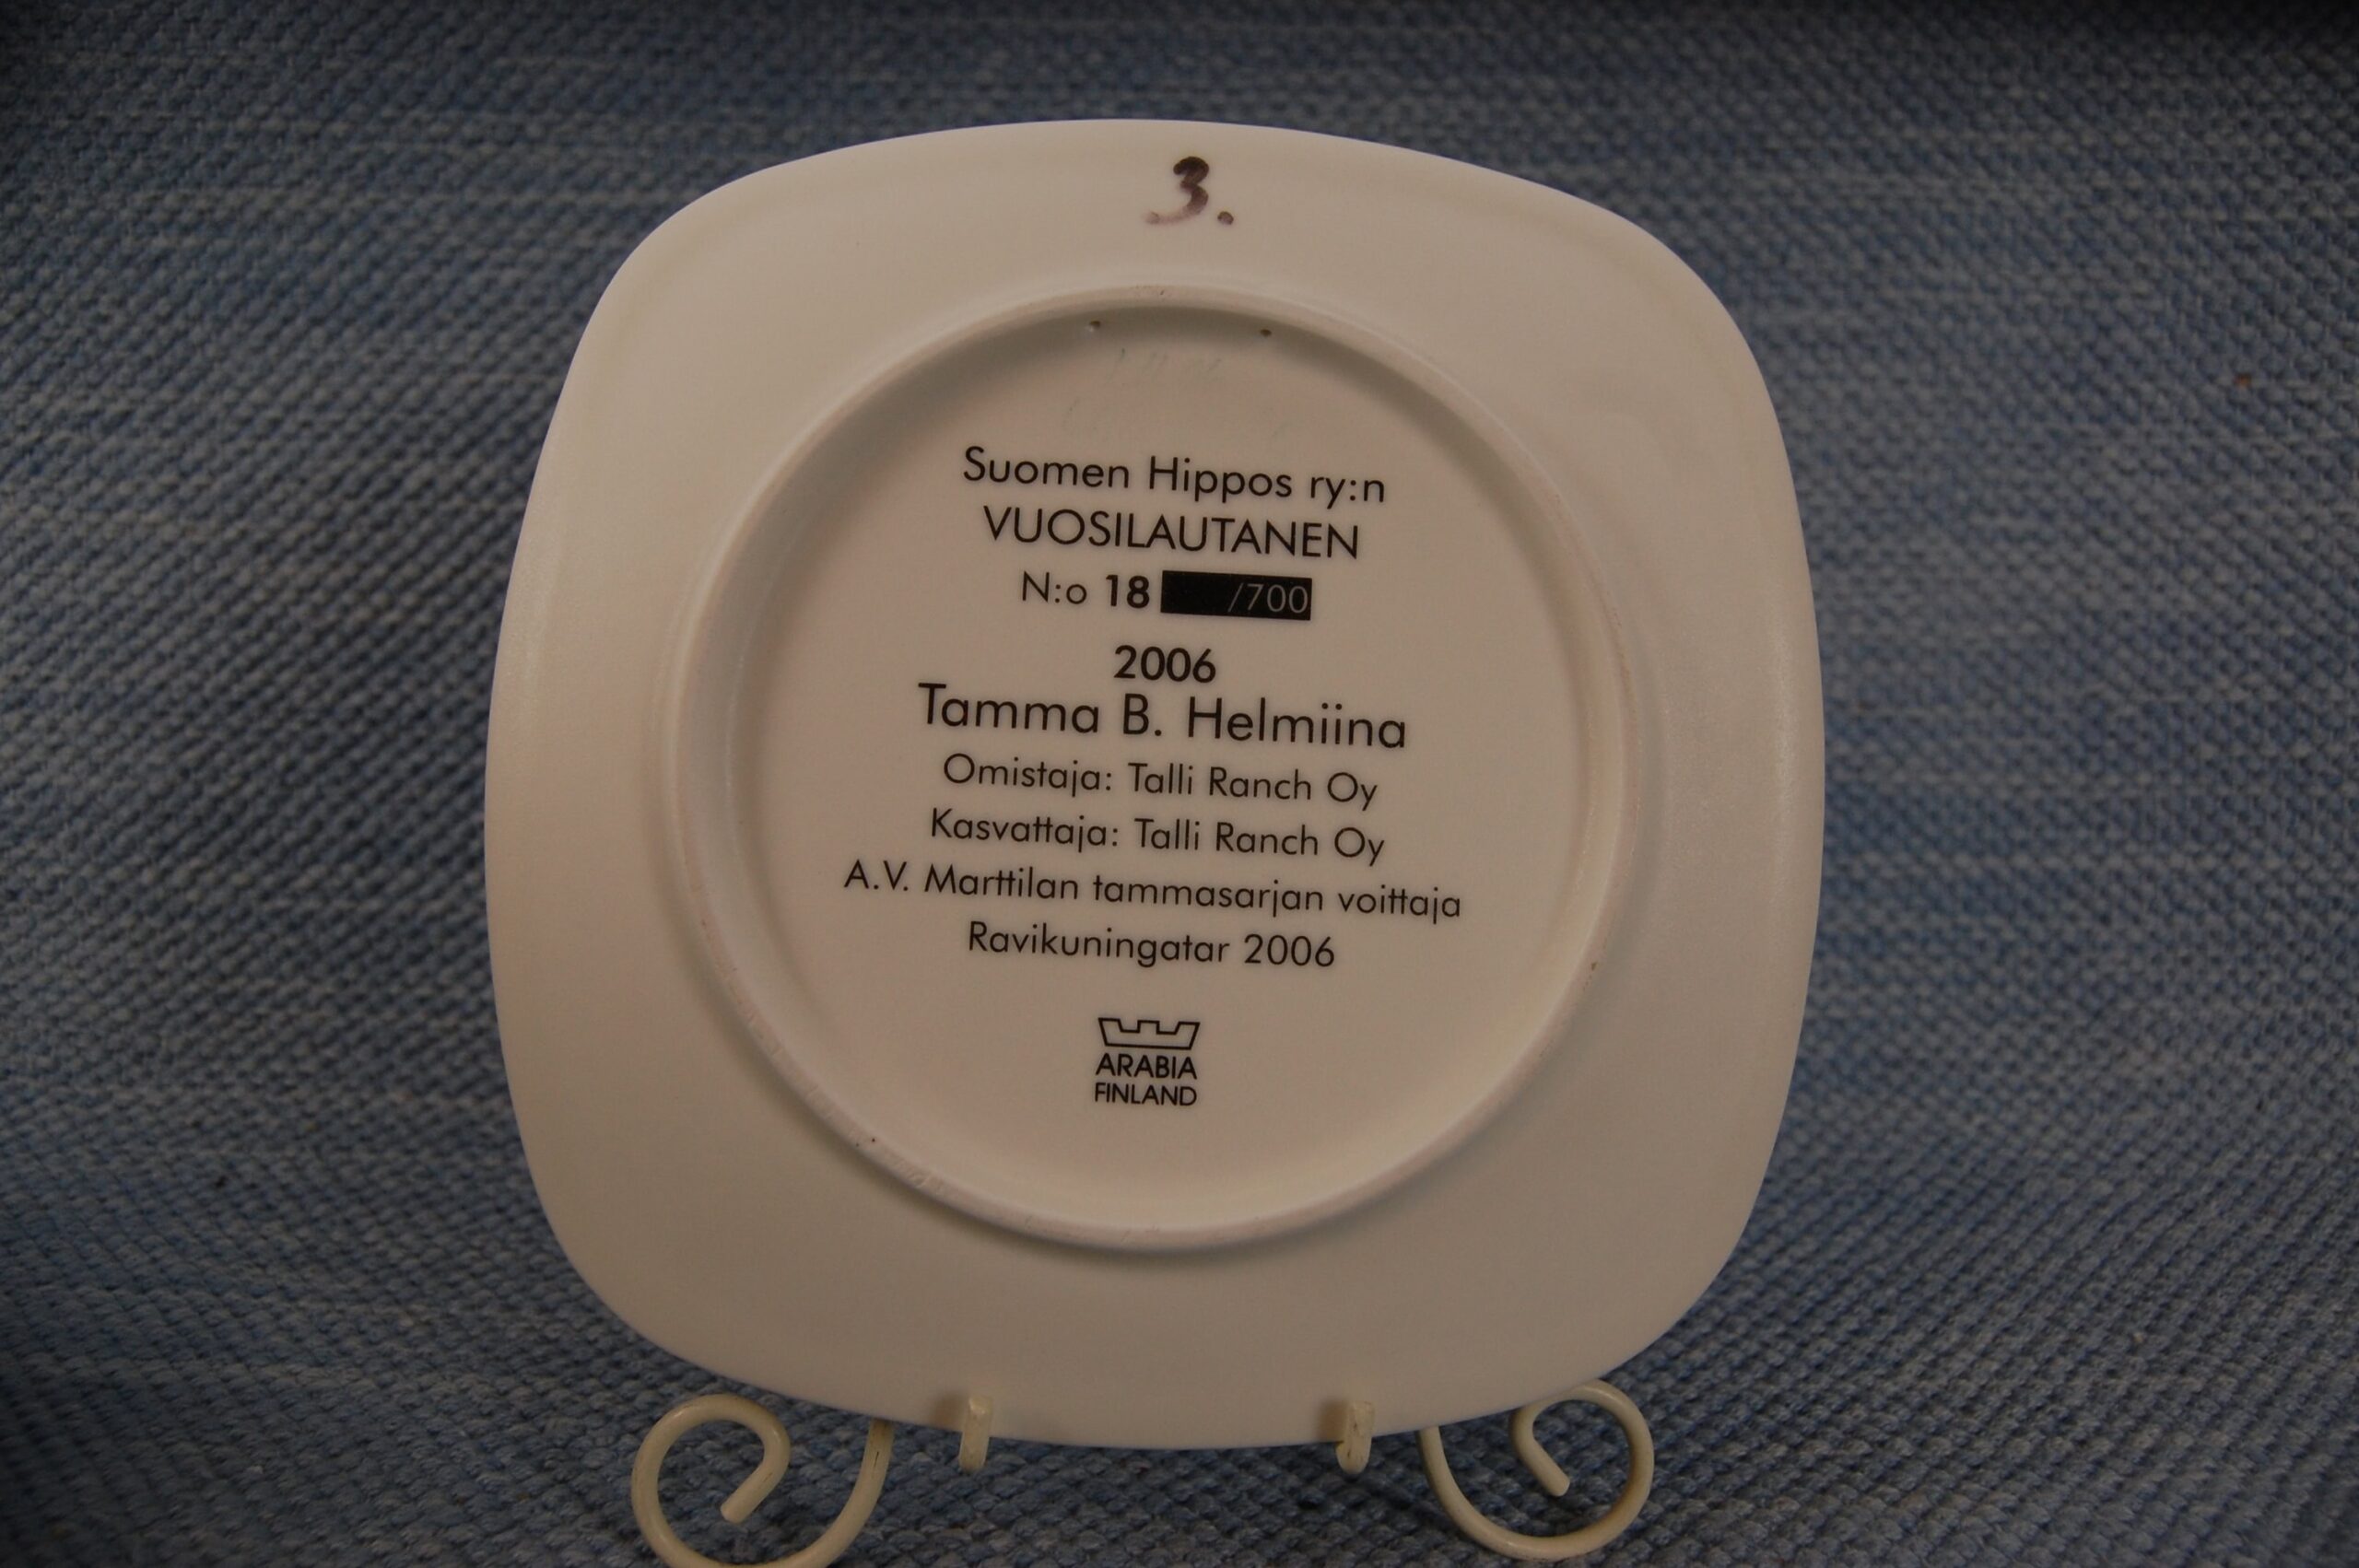 3.
Suomen Hippos ry:n
VUOSILAUTANEN
N:o 18 /700
2006
Tamma B. Helmiina
Omistaja: Talli Ranch Oy
Kasvattaja: Talli Ranch Oy
A.V. Marttilan tammasarjan voittaja
Ravikuningatar 2006
ARABIA
FINLAND